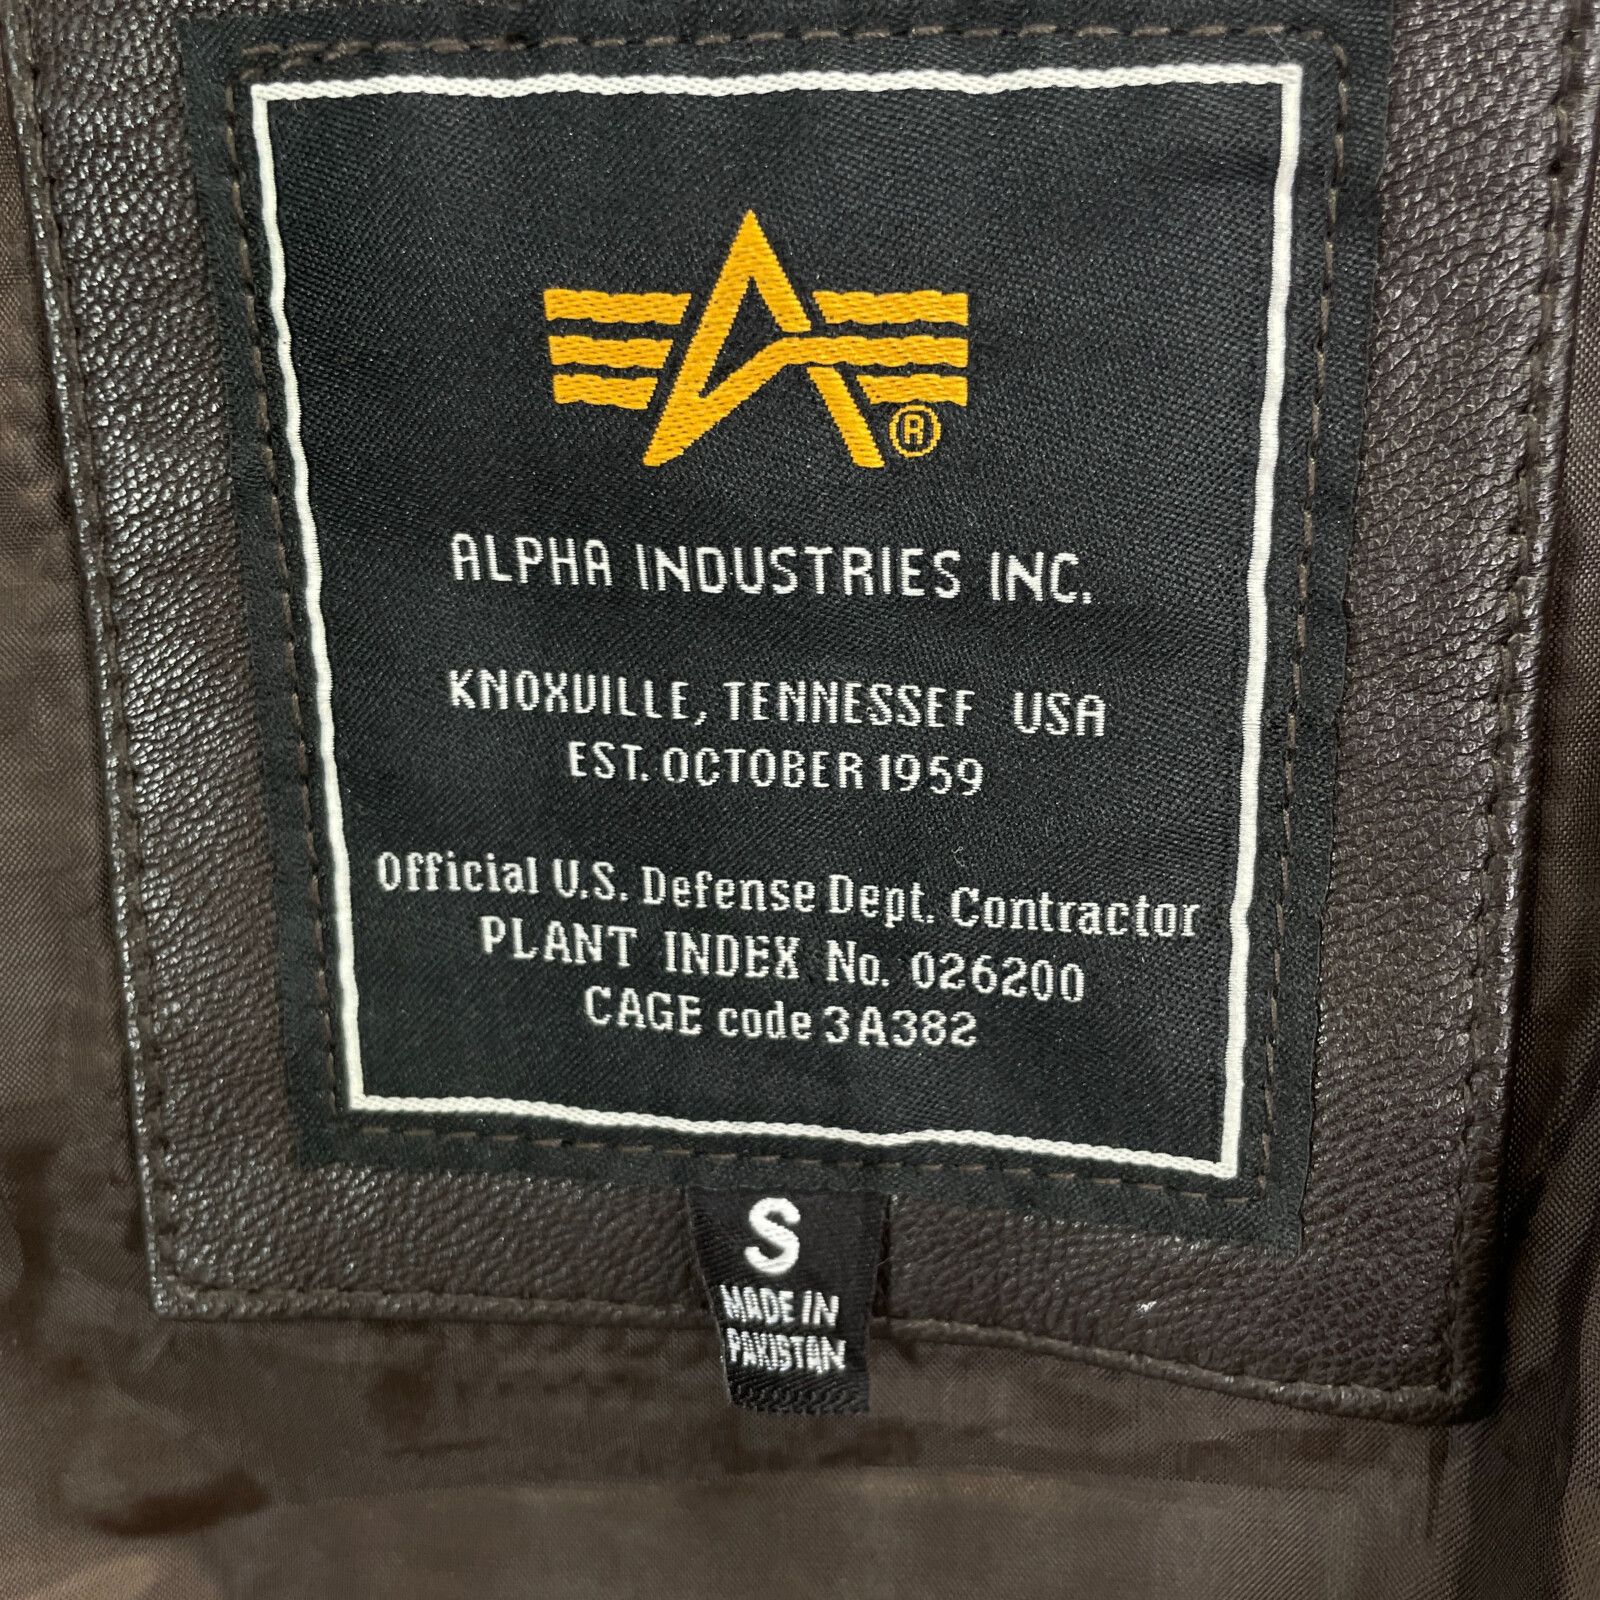 ®
ALPHA INDUSTRIES INC.
KNOXVILLE, TENNESSEF USA
EST. OCTOBER 1959
Official U.S. Defense Dept. Contractor
PLANT INDEX No. 026200
CAGE code 3A382
S
MADE IN
PAKISTAN